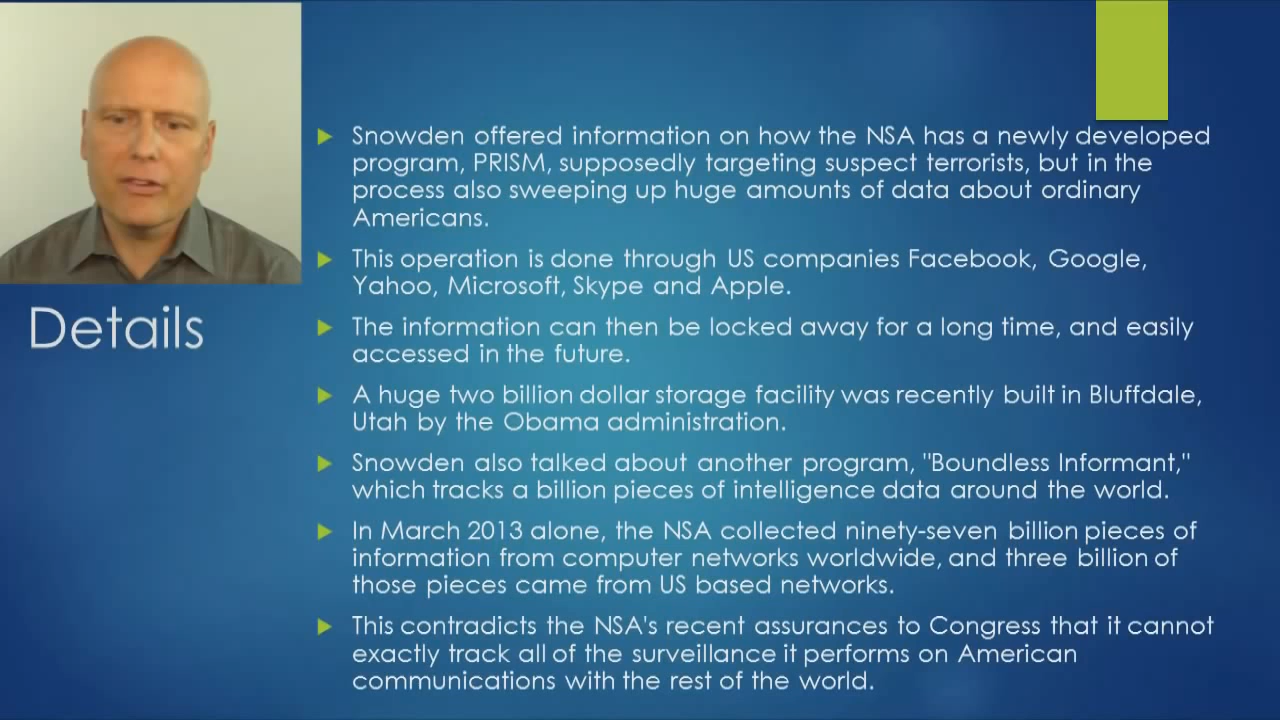 Details
Snowden offered information on how the NSA has a newly developed
program, PRISM, supposedly targeting suspect terrorists, but in the
process also sweeping up huge amounts of data about ordinary
Americans.
This operation is done through US companies Facebook, Google,
Yahoo, Microsoft, Skype and Apple.
The information can then be locked away for a long time, and easily
accessed in the future.
A huge two billion dollar storage facility was recently built in Bluffdale,
Utah by the Obama administration.
Snowden also talked about another program, "Boundless Informant,"
which tracks a billion pieces of intelligence data around the world.
In March 2013 alone, the NSA collected ninety-seven billion pieces of
information from computer networks worldwide, and three billion of
those pieces came from US based networks.
This contradicts the NSA's recent assurances to Congress that it cannot
exactly track all of the surveillance it performs on American
communications with the rest of the world.